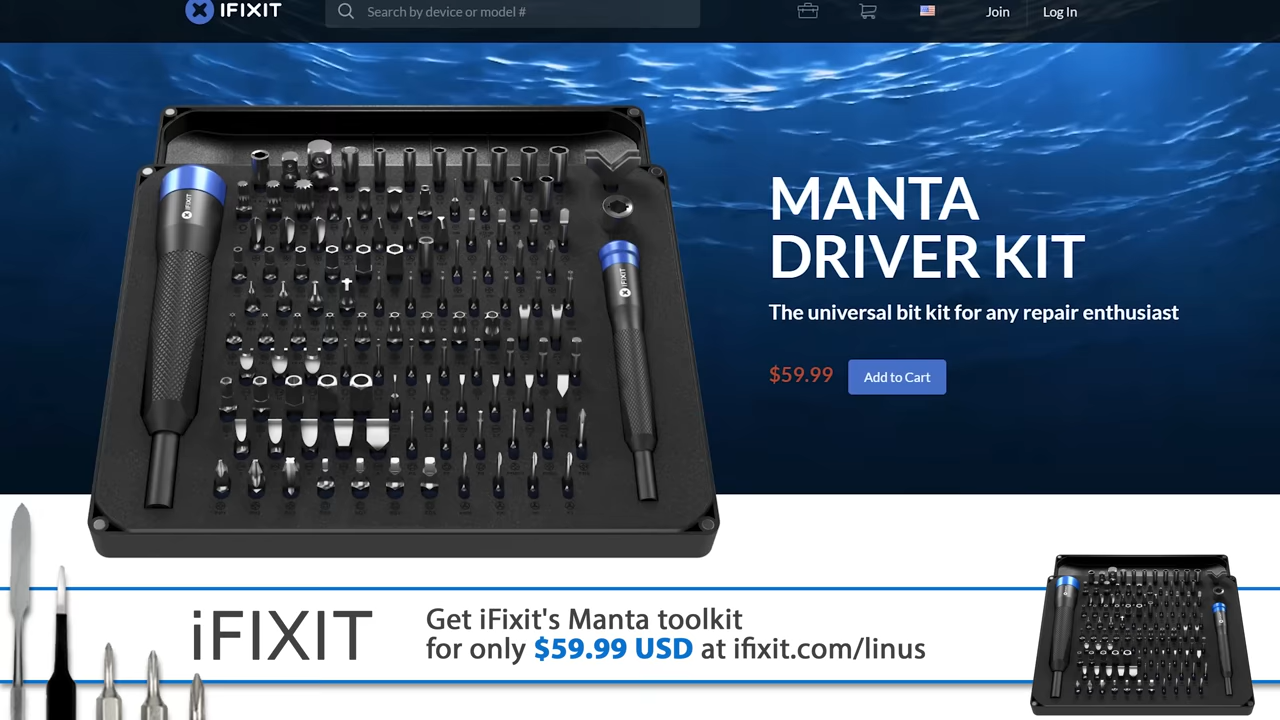 IFIXIT
Search by device or model #
Join
Log In
MANTA
DRIVER KIT
The universal bit kit for any repair enthusiast
$59.99
Add to Cart
IFIXIT
IFIXIT
iFIXIT
Get iFixit's Manta toolkit
for only $59.99 USD at ifixit.com/linus